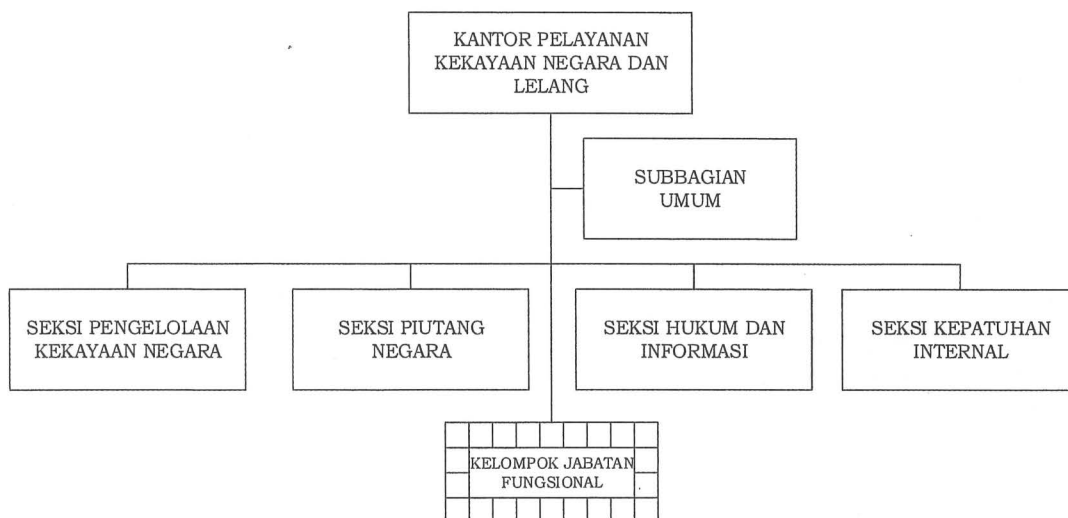 KANTOR PELAYANAN
KEKAYAAN NEGARA DAN
LELANG
SUBBAGIAN
UMUM
SEKSI PENGELOLAAN
KEKAYAAN NEGARA
SEKSI PIUTANG
NEGARA
SEKSI HUKUM DAN
INFORMASI
SEKSI KEPATUHAN
INTERNAL
KELOMPOK JABATAN
FUNGSIONAL